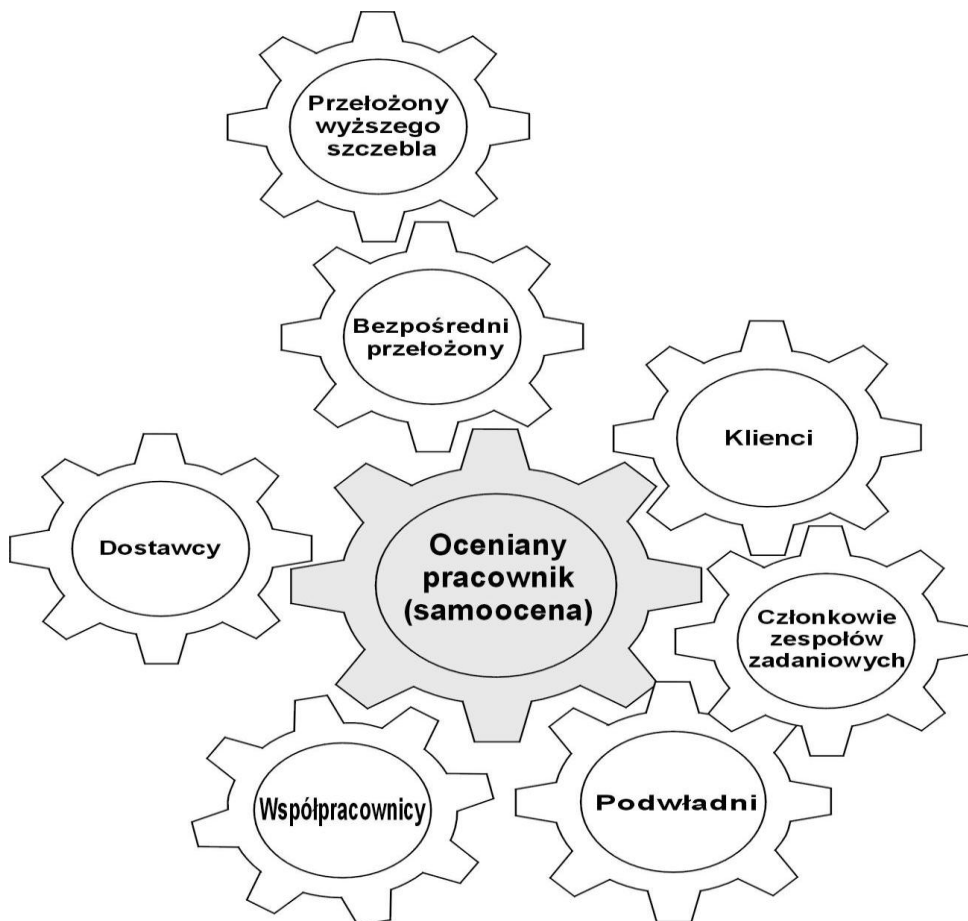 Przełożony
wyższego
szczebla
Bezpośredni
przełożony
Klienci
Dostawcy
Oceniany
pracownik
(samoocena)
Członkowie
zespołów
zadaniowych
Współpracownicy
Podwładni